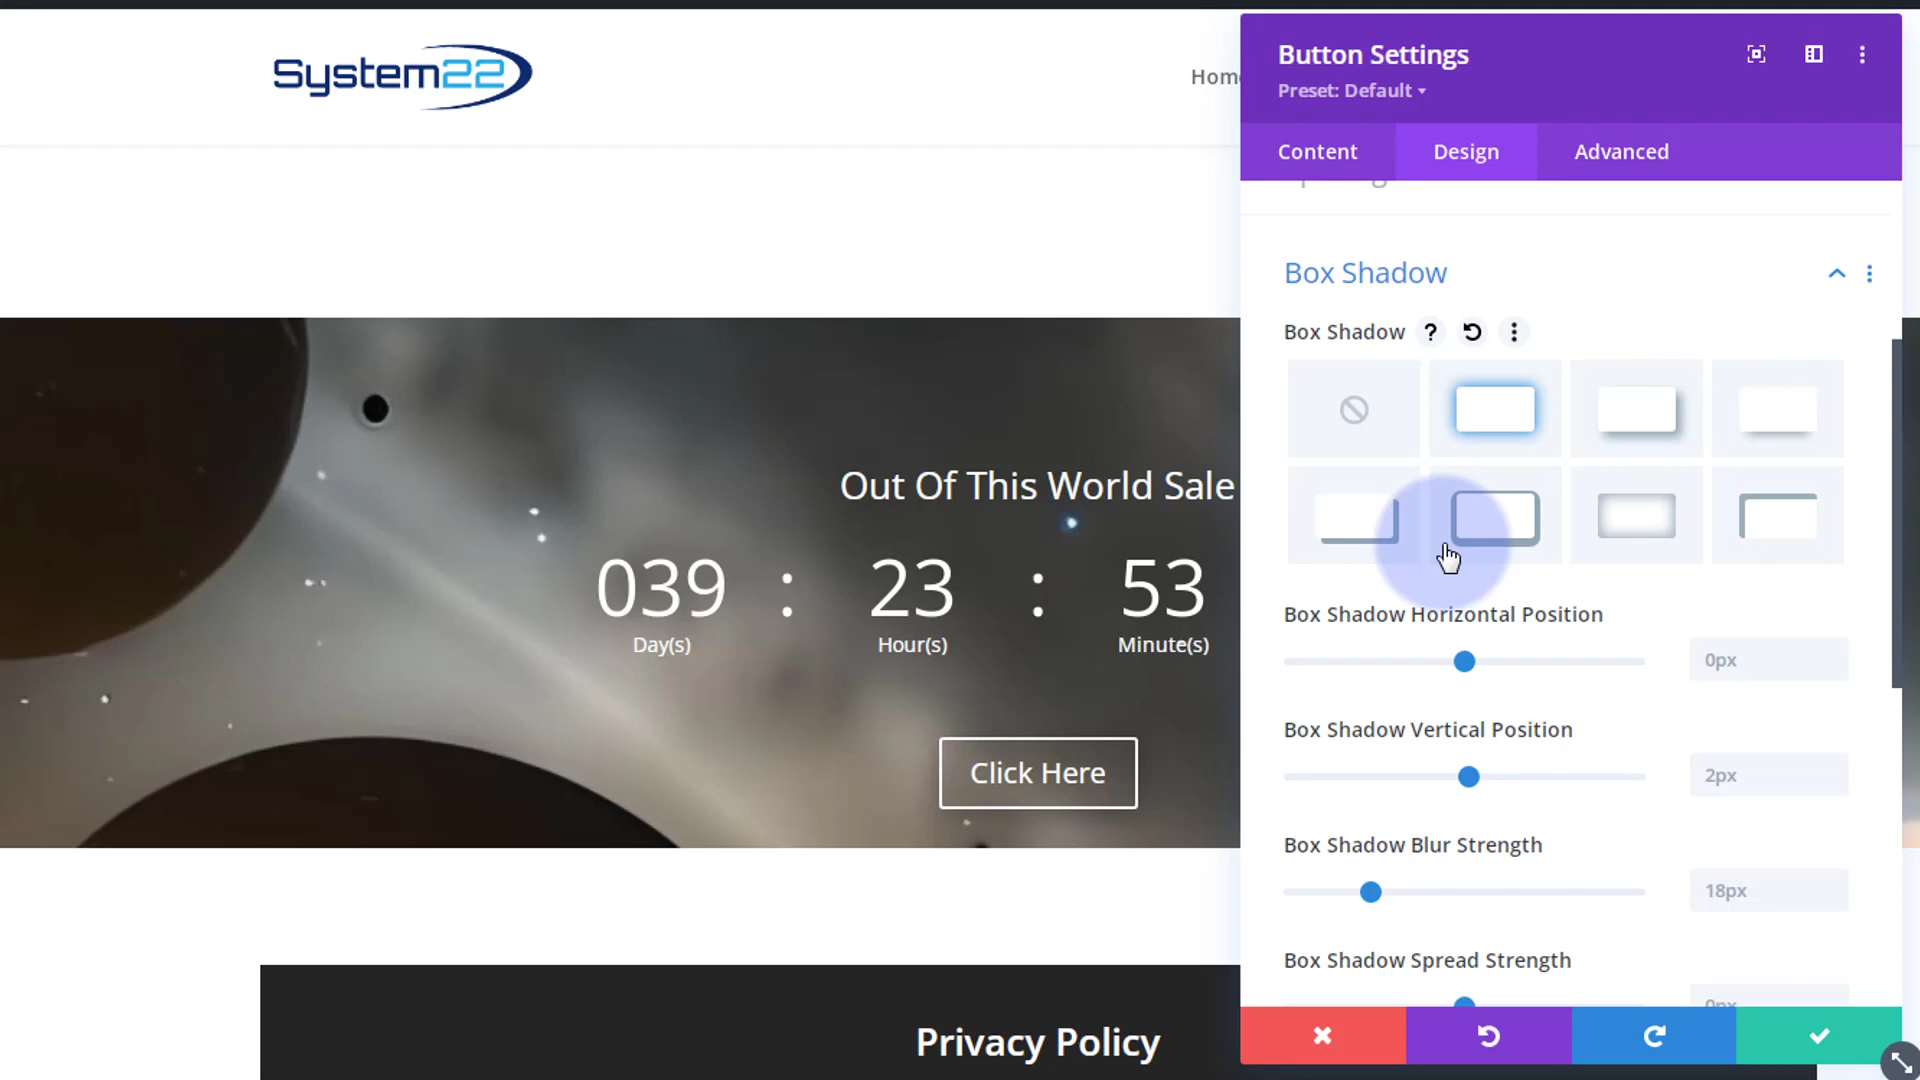 System22
Home
Out Of This World Sale
039 : 23 : 53
Day(s) Hour(s) Minute(s)
Click Here
Privacy Policy
Button Settings
Preset: Default
Content Design Advanced
Box Shadow
Box Shadow ?
Box Shadow Horizontal Position
0px
Box Shadow Vertical Position
2px
Box Shadow Blur Strength
18px
Box Shadow Spread Strength
0px